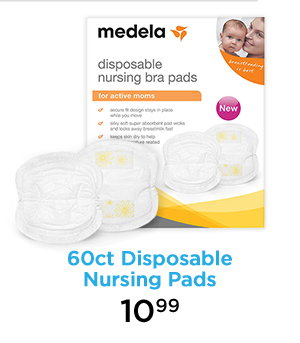 medela
disposable
nursing bra pads
for active moms
secure fit design stays in place
while you move
silky soft super absorbent pad wicks
and locks away breastmilk fast
keeps skin dry to help
related
breastfeeding
is best
New
60ct Disposable
Nursing Pads
10.99